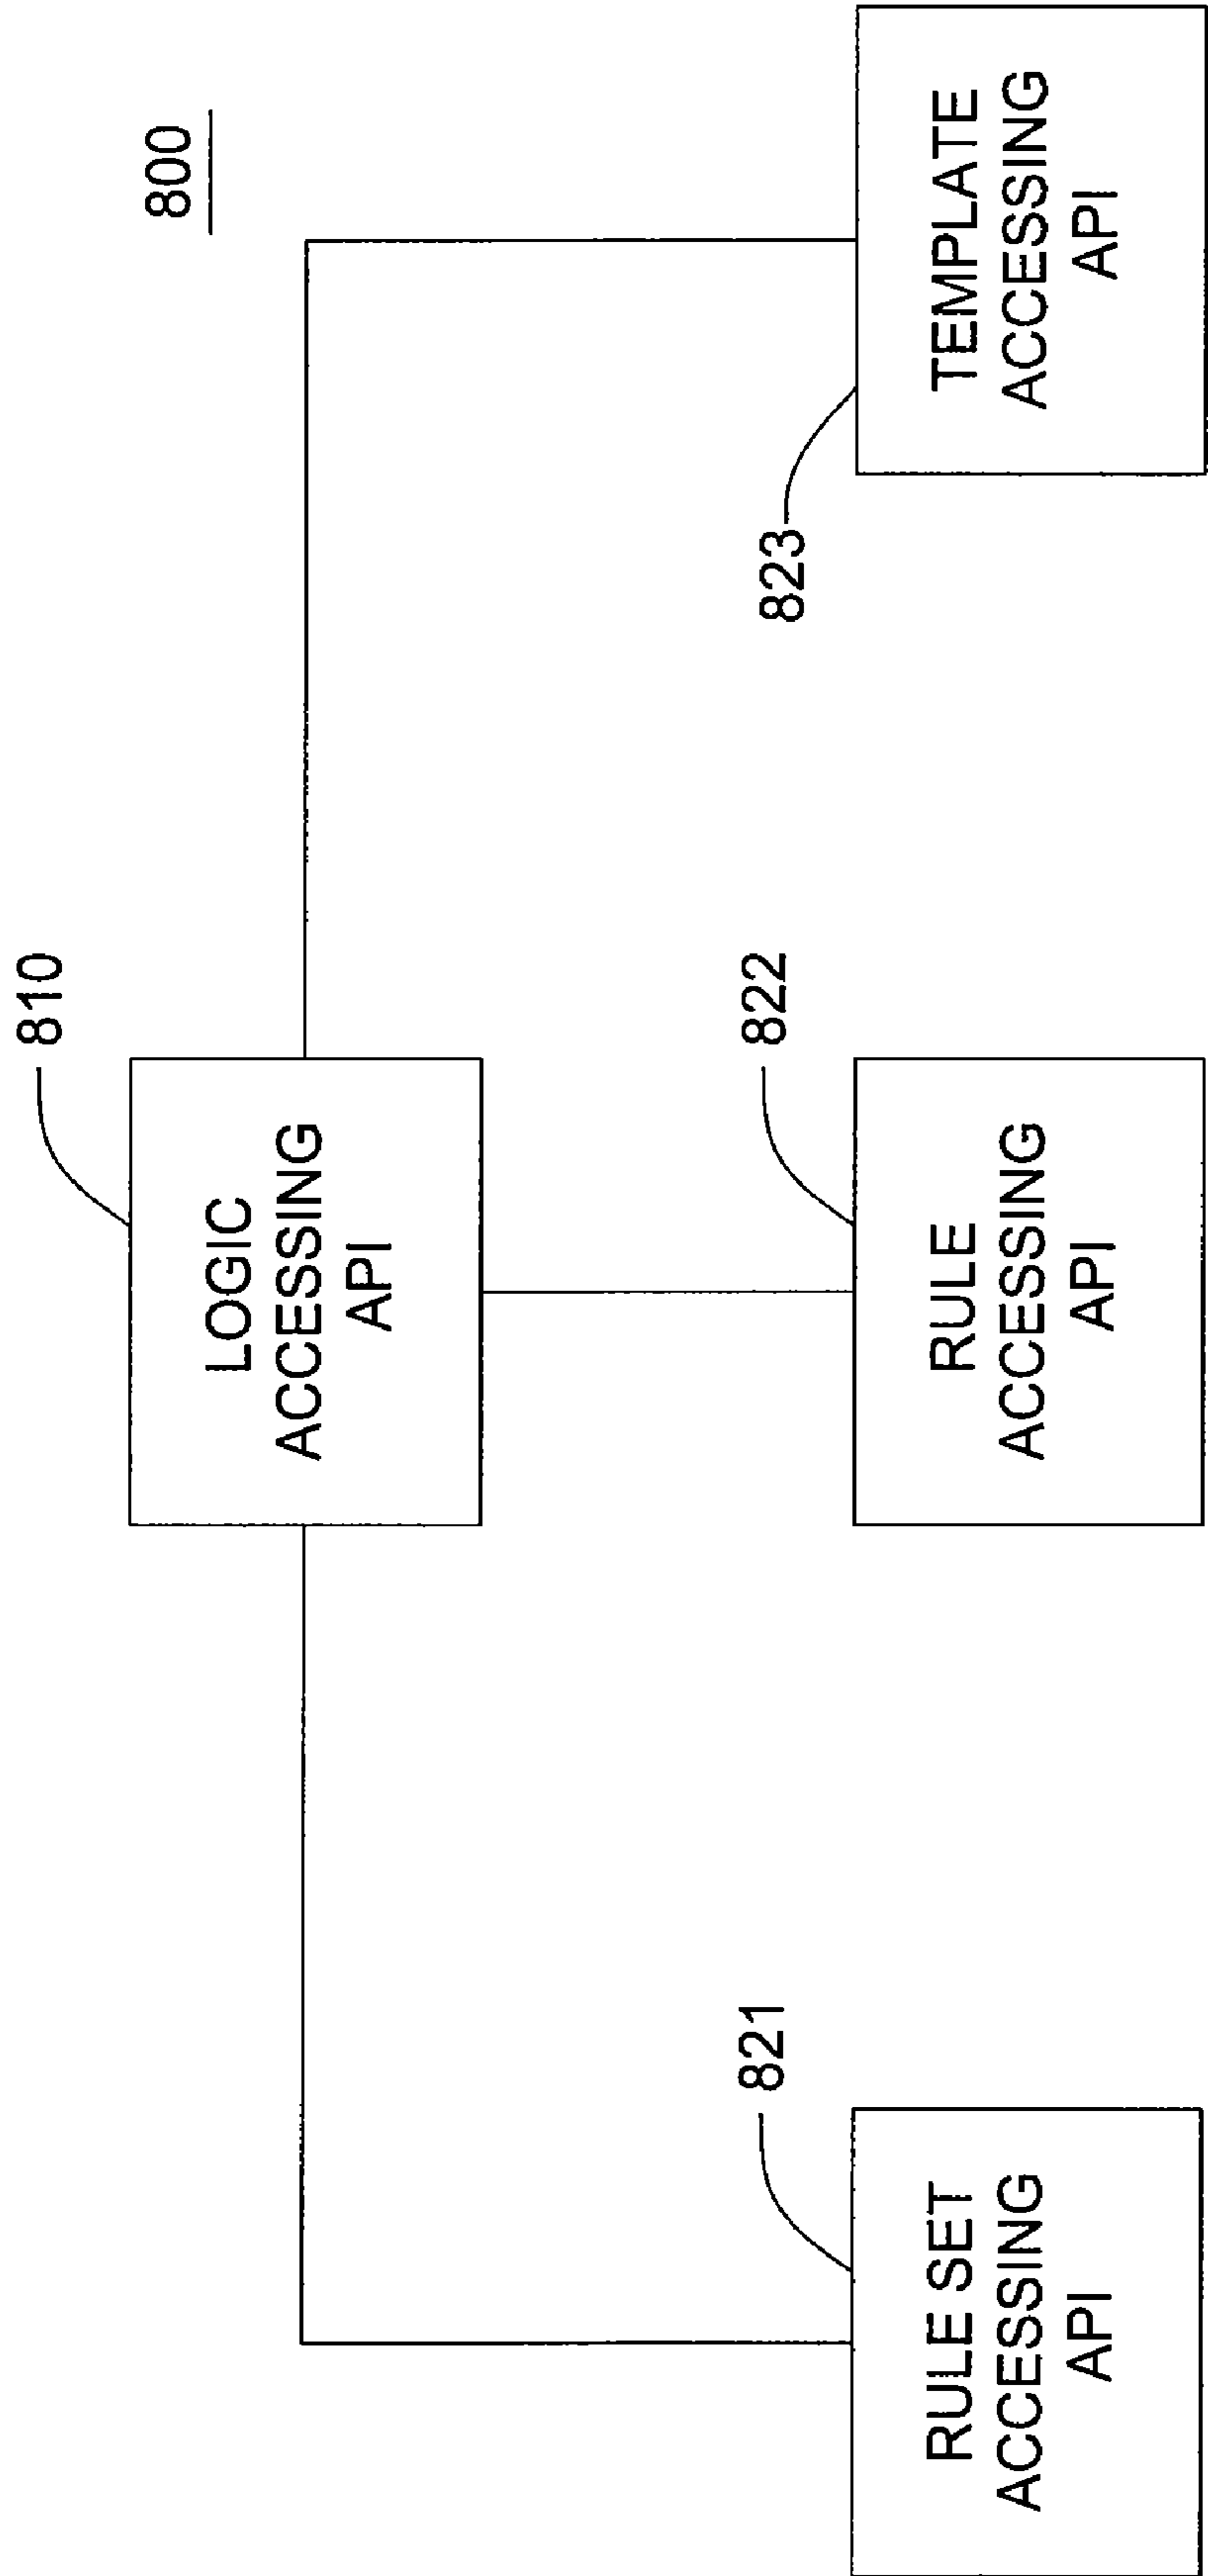 800
810
LOGIC
ACCESSING
API
821
822
823
RULE SET
ACCESSING
API
RULE
ACCESSING
API
TEMPLATE
ACCESSING
API